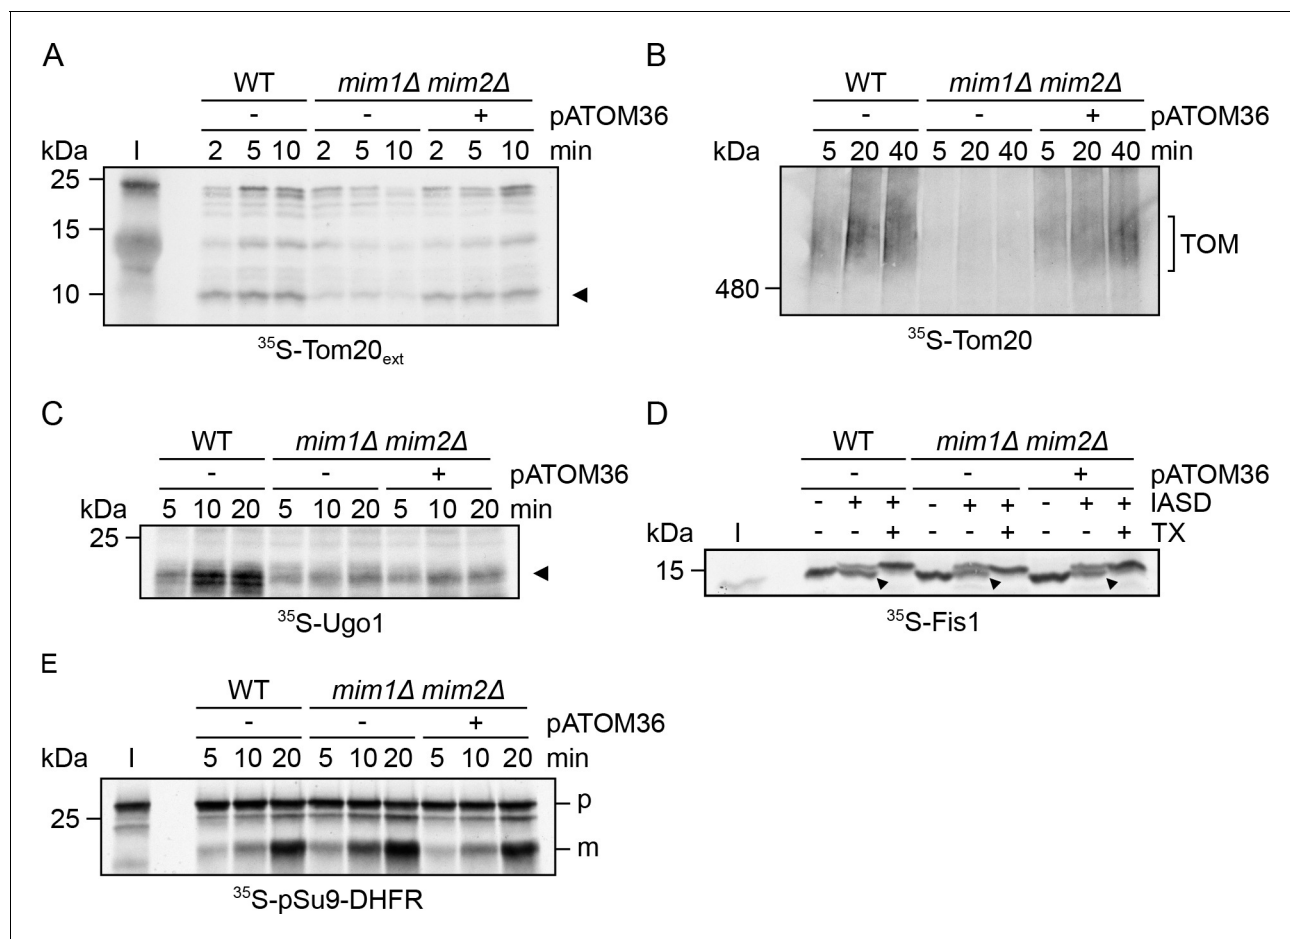 A
WT mim1Δ mim2Δ
- - + pATOM36
kDa I 2 5 10 2 5 10 2 5 10 min
25
15
10
35S-Tom20ext
B
WT mim1Δ mim2Δ
- - + pATOM36
kDa 5 20 40 5 20 40 5 20 40 min
TOM
480
35S-Tom20
C
WT mim1Δ mim2Δ
- - + pATOM36
kDa 5 10 20 5 10 20 5 10 20 min
25
35S-Ugo1
D
WT mim1Δ mim2Δ
- - + pATOM36
- + + - + + - + + IASD
kDa I - - + - - + - - + TX
15
35S-Fis1
E
WT mim1Δ mim2Δ
- - + pATOM36
kDa I 5 10 20 5 10 20 5 10 20 min
p
25
m
35S-pSu9-DHFR